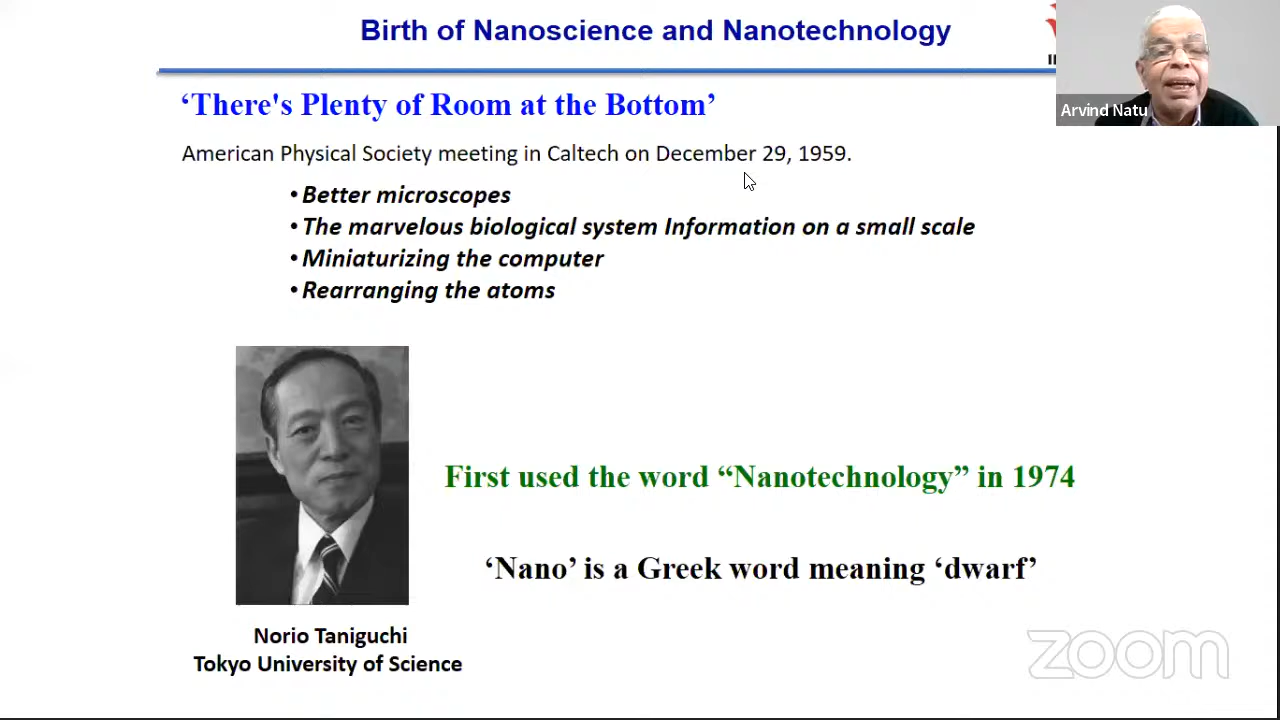 Birth of Nanoscience and Nanotechnology
Arvind Natu
‘There's Plenty of Room at the Bottom’
American Physical Society meeting in Caltech on December 29, 1959.
• Better microscopes
• The marvelous biological system Information on a small scale
• Miniaturizing the computer
• Rearranging the atoms
First used the word “Nanotechnology” in 1974
‘Nano’ is a Greek word meaning ‘dwarf’
Norio Taniguchi
Tokyo University of Science
zoom